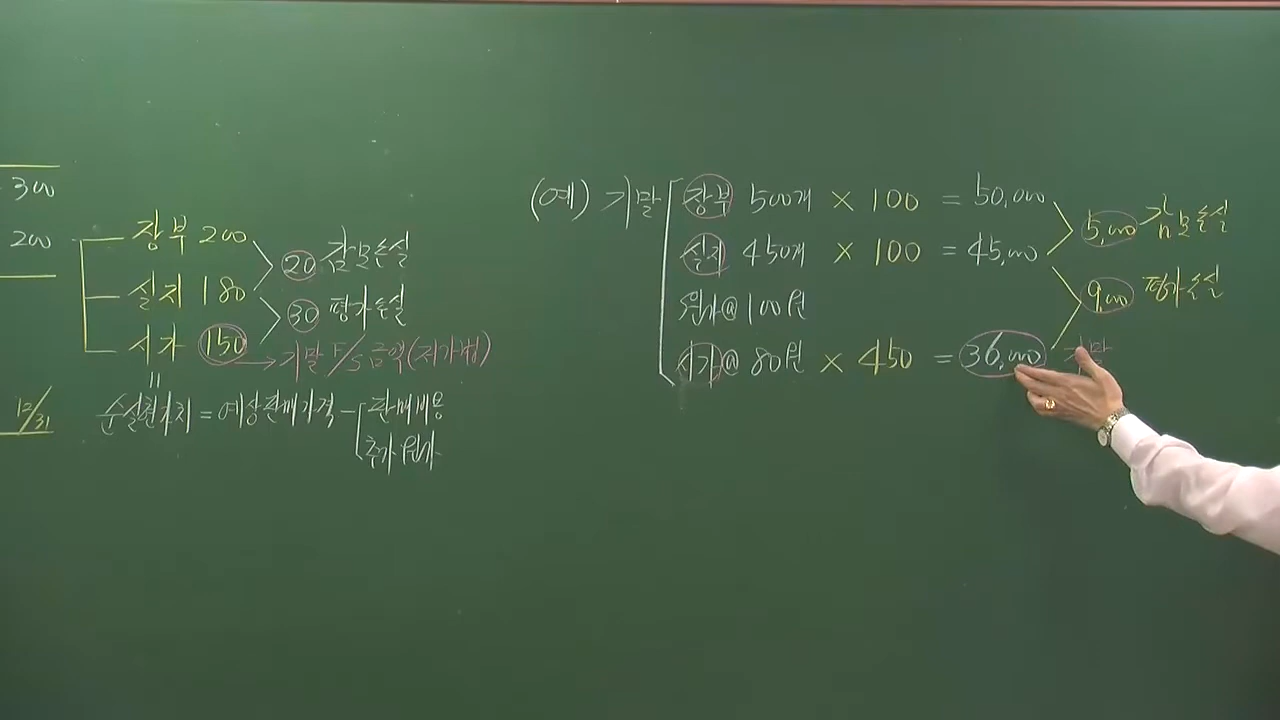 300
200
12/31
장부 200
실지 180
시가 150
20 감모손실
30 평가손실
→ 기말 F/S 금액(저가법)
=
순실현가치 = 예상판매가격 - 판매비용
추가원가
(예) 기말
장부 500개 × 100 = 50,000
실지 450개 × 100 = 45,000
원가@ 100원
시가@ 80원 × 450 = 36,000
5,000 감모손실
9,000 평가손실